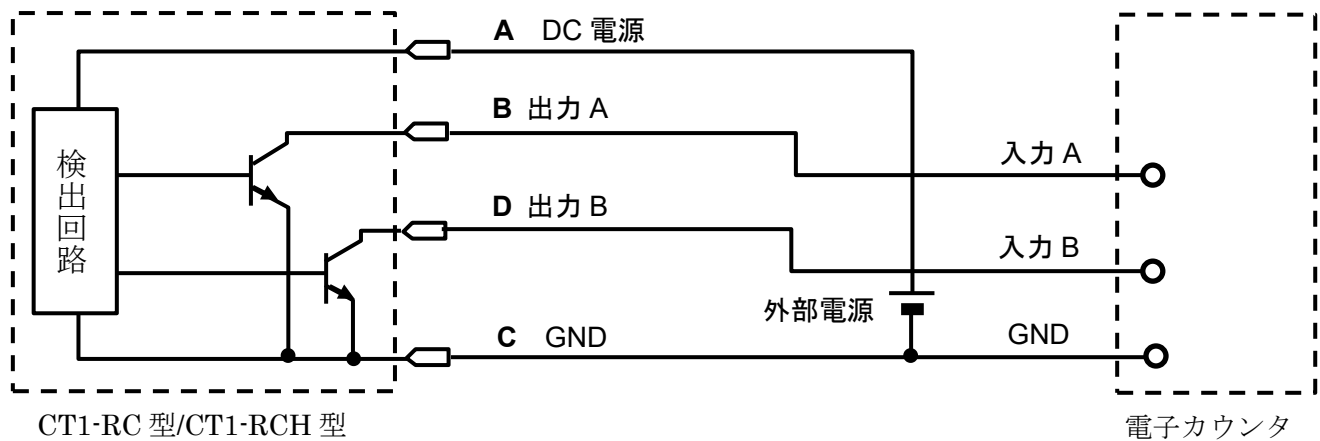 A DC 電源
B 出力 A
入力 A
検出回路
D 出力 B
入力 B
外部電源
C GND
GND
CT1-RC 型/CT1-RCH 型
電子カウンタ